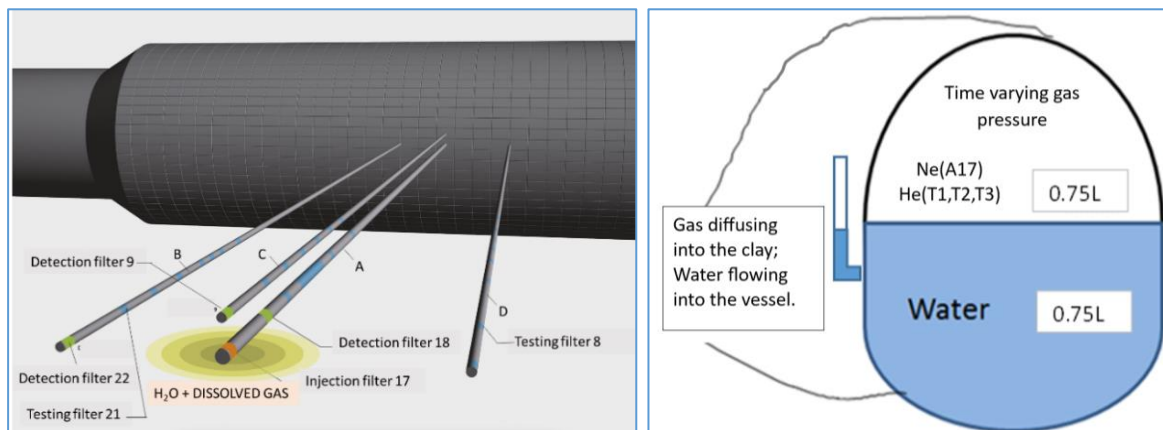 B
C
A
D
Detection filter 9
Detection filter 22
Testing filter 21
H₂O + DISSOLVED GAS
Injection filter 17
Detection filter 18
Testing filter 8
Time varying gas
pressure
Ne(A17)
He(T1,T2,T3)
0.75L
Gas diffusing
into the clay;
Water flowing
into the vessel.
Water
0.75L